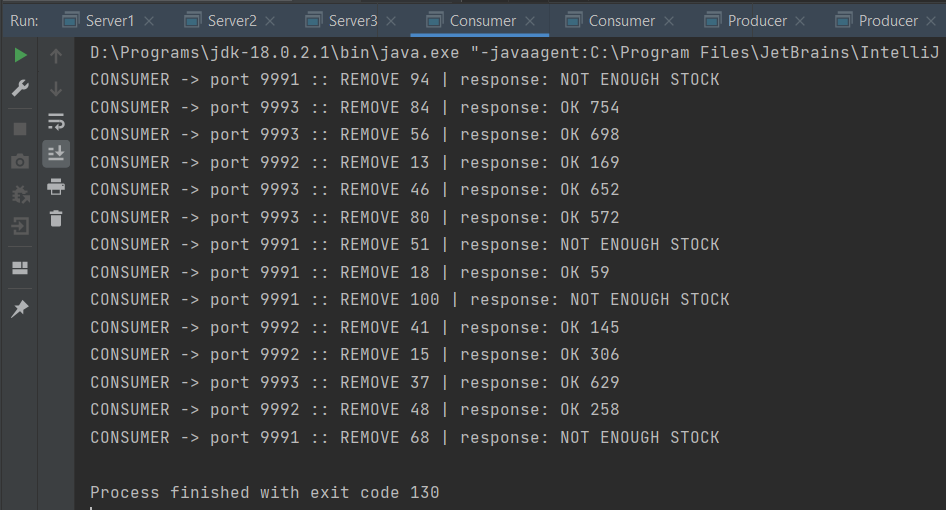 Run: Server1 Server2 Server3 Consumer Consumer Producer Producer
D:\Programs\jdk-18.0.2.1\bin\java.exe "-javaagent:C:\Program Files\JetBrains\IntelliJ
CONSUMER -> port 9991 :: REMOVE 94 | response: NOT ENOUGH STOCK
CONSUMER -> port 9993 :: REMOVE 84 | response: OK 754
CONSUMER -> port 9993 :: REMOVE 56 | response: OK 698
CONSUMER -> port 9992 :: REMOVE 13 | response: OK 169
CONSUMER -> port 9993 :: REMOVE 46 | response: OK 652
CONSUMER -> port 9993 :: REMOVE 80 | response: OK 572
CONSUMER -> port 9991 :: REMOVE 51 | response: NOT ENOUGH STOCK
CONSUMER -> port 9991 :: REMOVE 18 | response: OK 59
CONSUMER -> port 9991 :: REMOVE 100 | response: NOT ENOUGH STOCK
CONSUMER -> port 9992 :: REMOVE 41 | response: OK 145
CONSUMER -> port 9992 :: REMOVE 15 | response: OK 306
CONSUMER -> port 9993 :: REMOVE 37 | response: OK 629
CONSUMER -> port 9992 :: REMOVE 48 | response: OK 258
CONSUMER -> port 9991 :: REMOVE 68 | response: NOT ENOUGH STOCK
Process finished with exit code 130